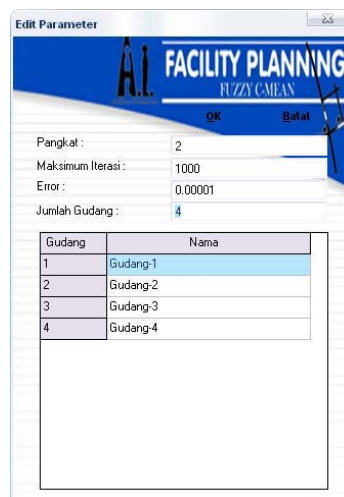 Edit Parameter
A.I. FACILITY PLANNING
FUZZY C-MEAN
OK Batal
Pangkat : 2
Maksimum Iterasi : 1000
Error : 0.00001
Jumlah Gudang : 4
Gudang Nama
1 Gudang-1
2 Gudang-2
3 Gudang-3
4 Gudang-4